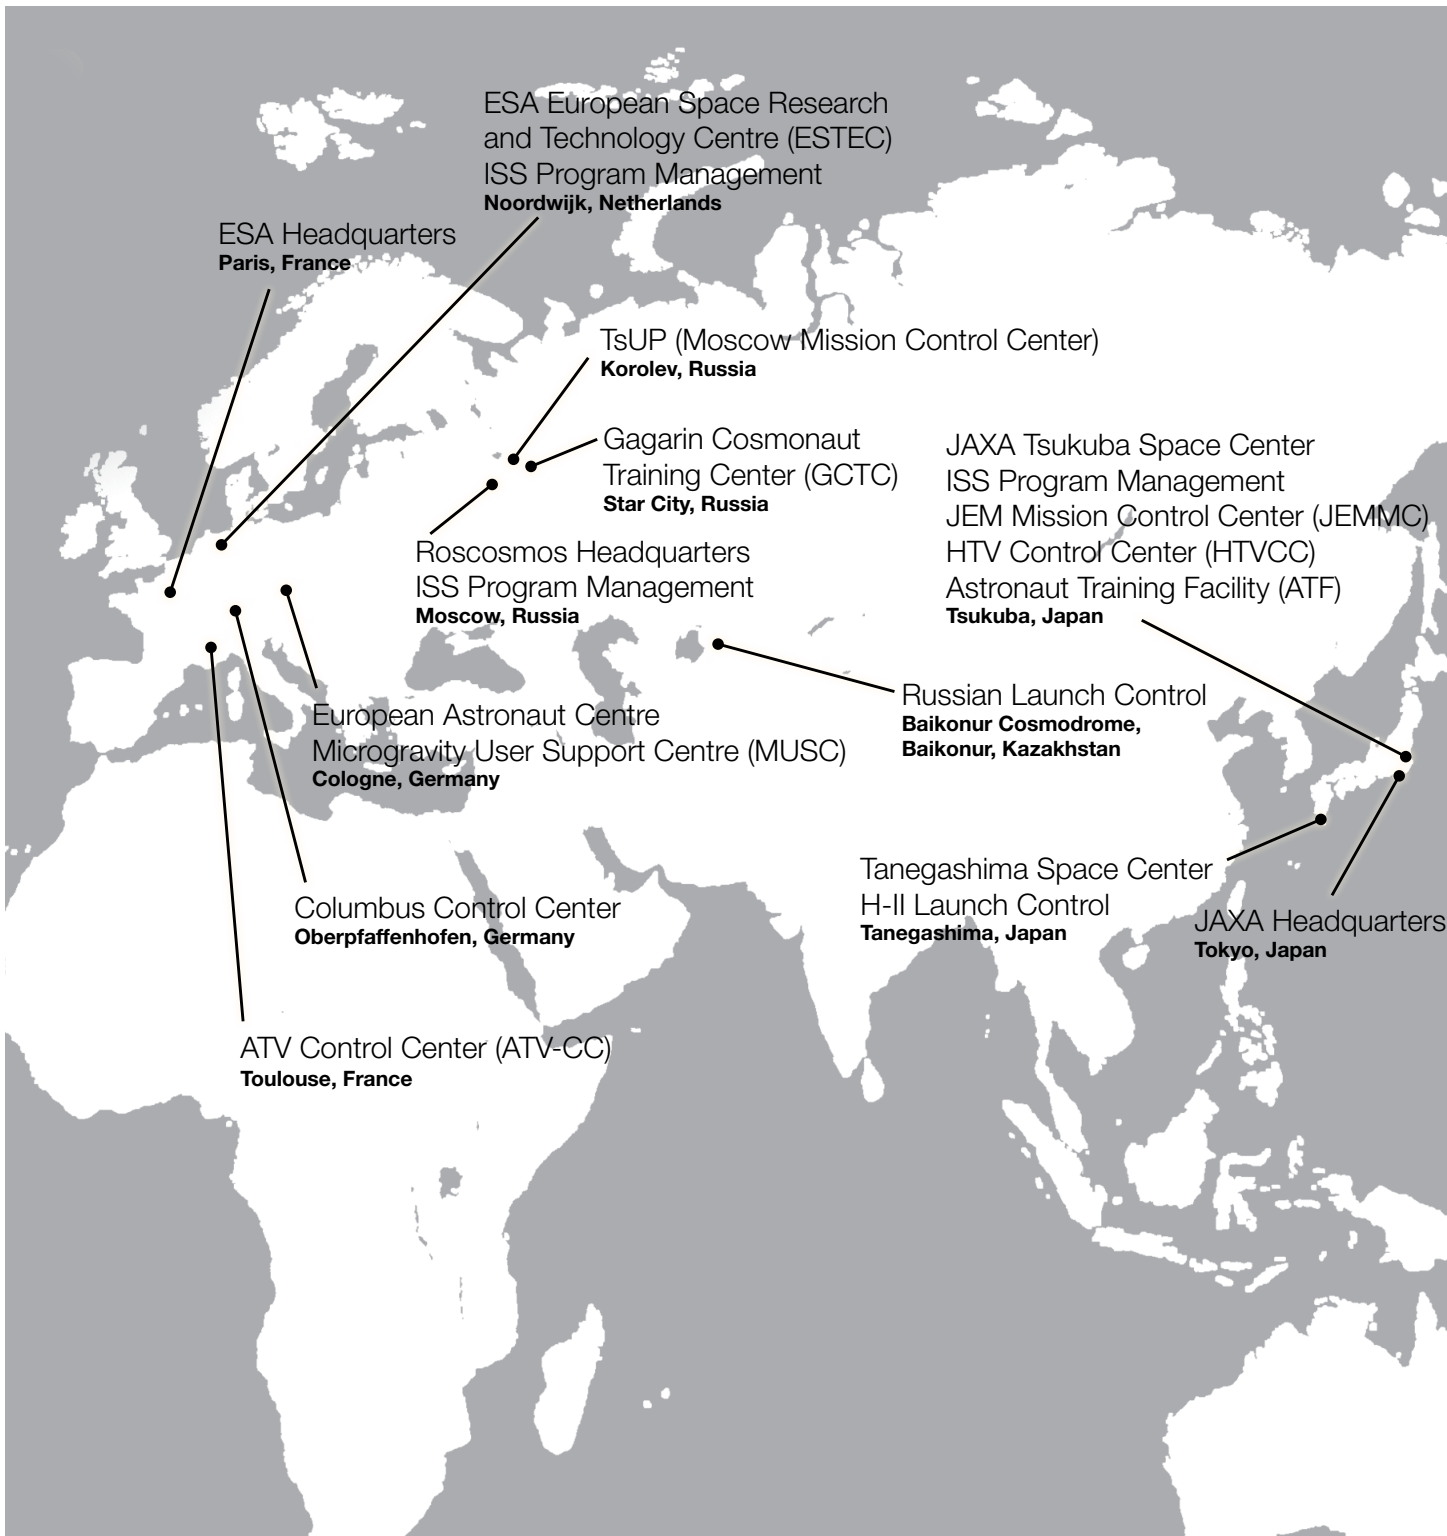 ESA European Space Research
and Technology Centre (ESTEC)
ISS Program Management
Noordwijk, Netherlands
ESA Headquarters
Paris, France
TsUP (Moscow Mission Control Center)
Korolev, Russia
Gagarin Cosmonaut
Training Center (GCTC)
Star City, Russia
JAXA Tsukuba Space Center
ISS Program Management
JEM Mission Control Center (JEMMC)
HTV Control Center (HTVCC)
Astronaut Training Facility (ATF)
Tsukuba, Japan
Roscosmos Headquarters
ISS Program Management
Moscow, Russia
Russian Launch Control
Baikonur Cosmodrome,
Baikonur, Kazakhstan
European Astronaut Centre
Microgravity User Support Centre (MUSC)
Cologne, Germany
Tanegashima Space Center
H-II Launch Control
Tanegashima, Japan
JAXA Headquarters
Tokyo, Japan
Columbus Control Center
Oberpfaffenhofen, Germany
ATV Control Center (ATV-CC)
Toulouse, France